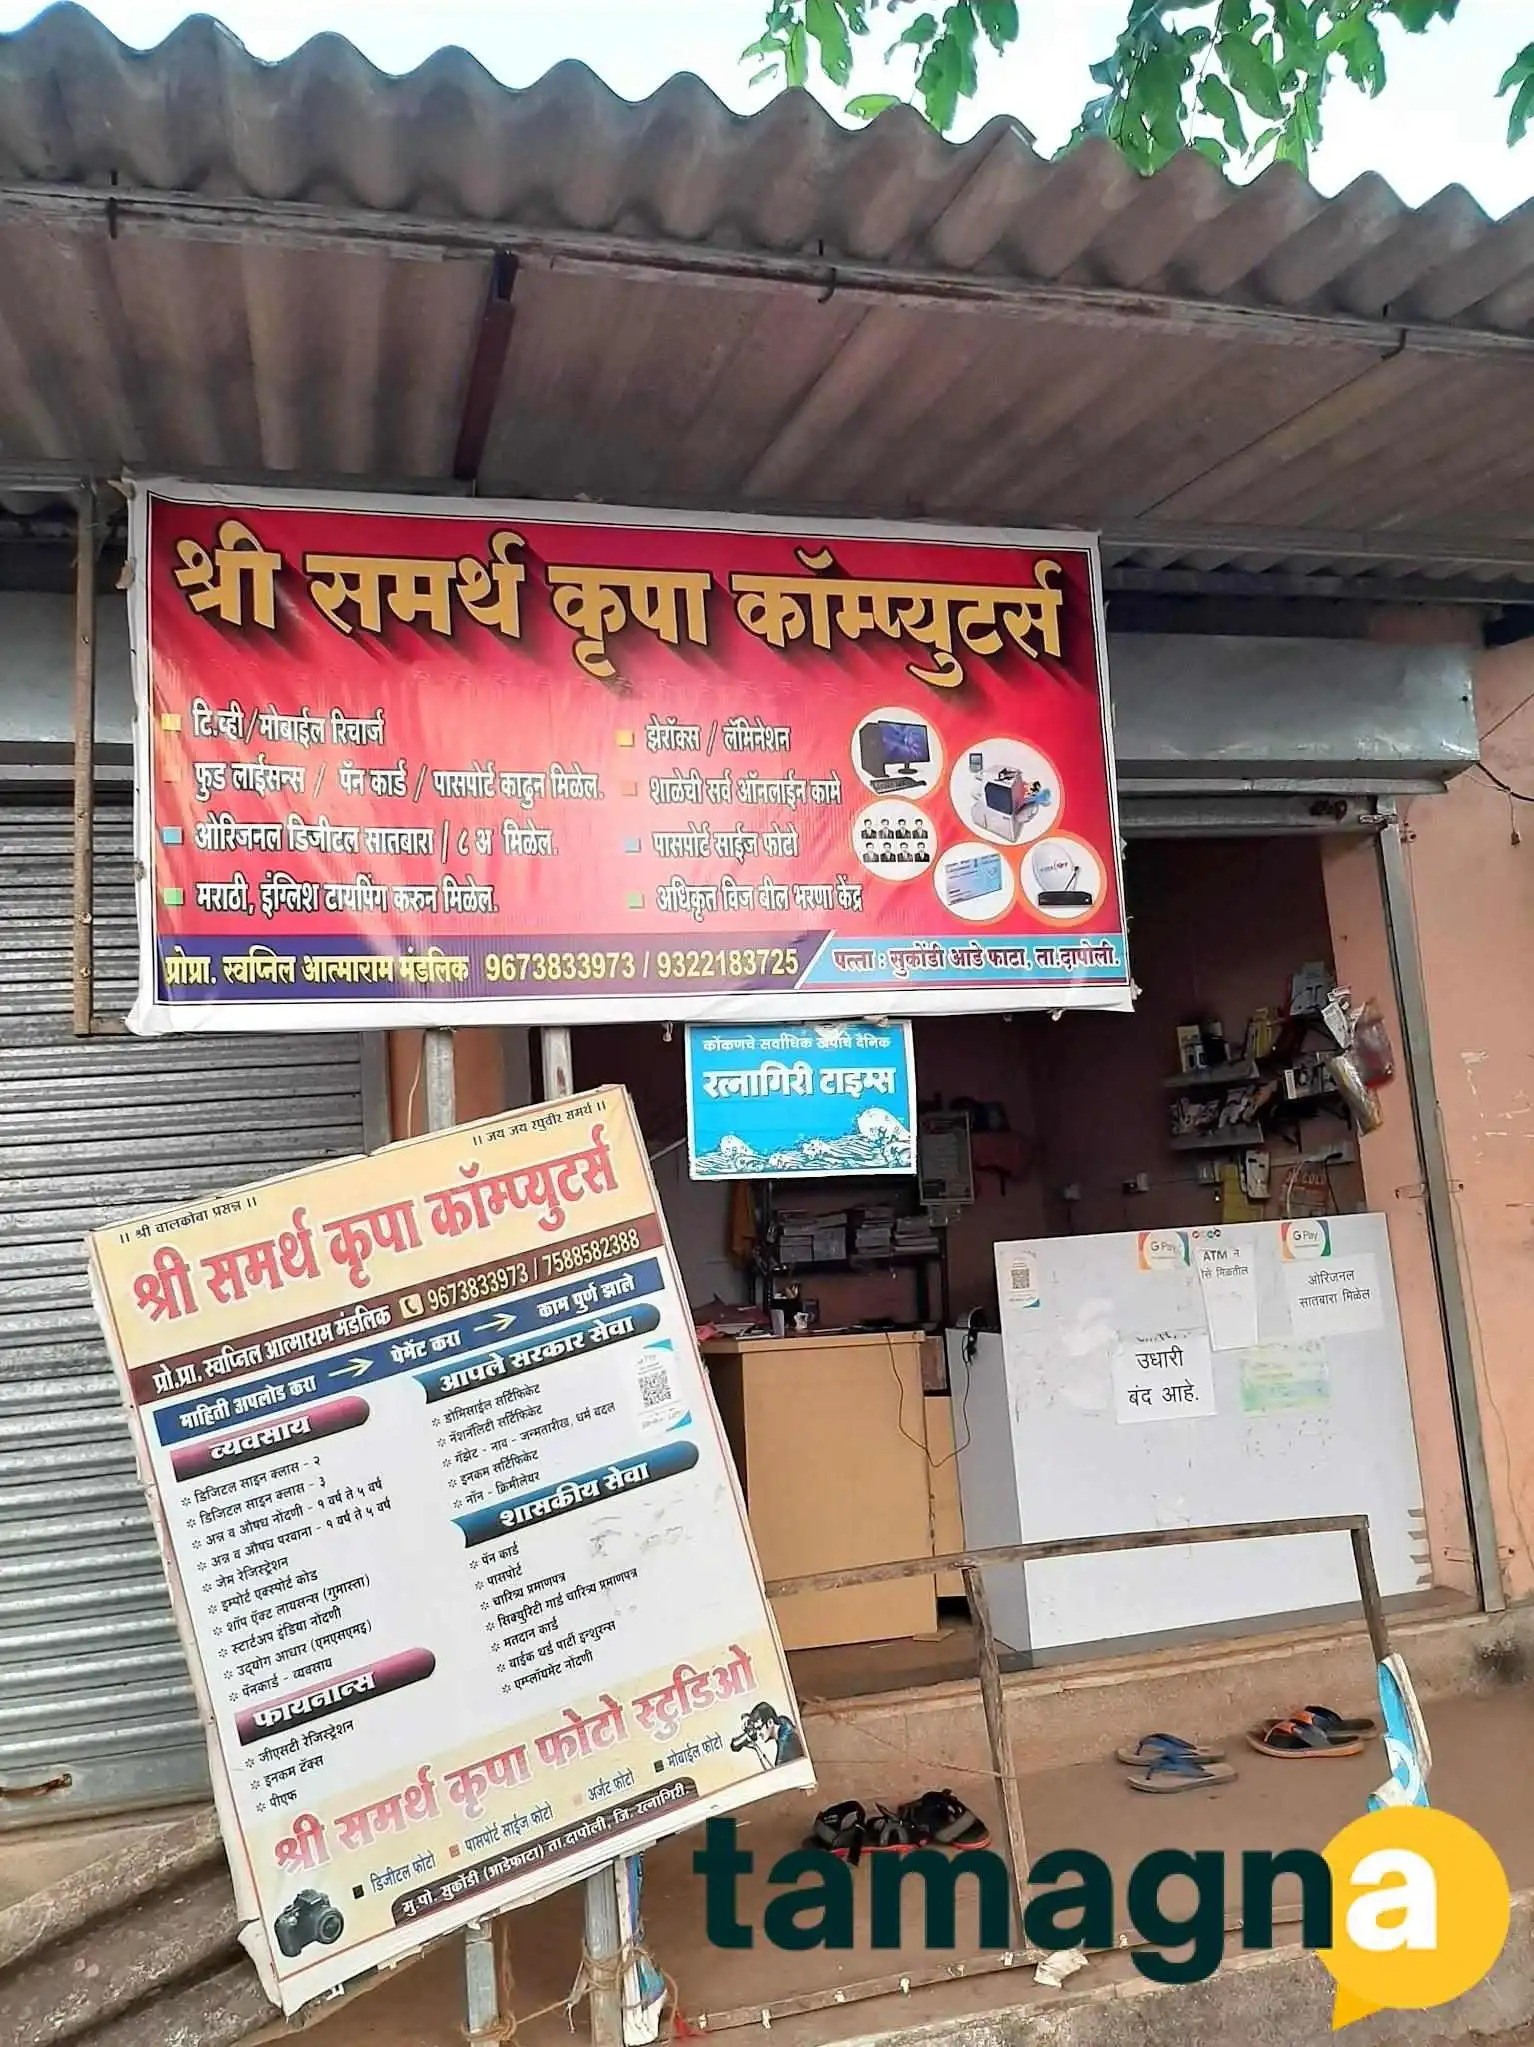 श्री समर्थ कृपा कॉम्प्युटर्स
टि.व्ही/मोबाईल रिचार्ज
फुड लाईसन्स / पॅन कार्ड / पासपोर्ट काढुन मिळेल.
ओरिजनल डिजीटल सातबारा / ८ अ मिळेल.
मराठी, इंग्लिश टायपिंग करुन मिळेल.
झेरॉक्स / लॅमिनेशन
शाळेची सर्व ऑनलाईन कामे
पासपोर्ट साईज फोटो
अधिकृत विज बील भरणा केंद्र
प्रोप्रा. स्वप्निल आत्माराम मंडलिक 9673833973 / 9322183725
पत्ता : सुकोंडी आडे फाटा, ता.दापोली.
कोंकणचे सर्वाधिक खपाचे दैनिक
रत्नागिरी टाइम्स
।। श्री चालकोबा प्रसन्न ।।
।। जय जय रघुवीर समर्थ ।।
श्री समर्थ कृपा कॉम्प्युटर्स
प्रो.प्रा. स्वप्निल आत्माराम मंडलिक 9673833973 / 7588582388
माहिती अपलोड करा → पेमेंट करा → काम पुर्ण झाले
व्यवसाय
डिजिटल साइन क्लास - २
डिजिटल साइन क्लास - ३
अन्न व औषध नोंदणी - १ वर्ष ते ५ वर्ष
अन्न व औषध परवाना - १ वर्ष ते ५ वर्ष
जेम रेजिस्ट्रेशन
इम्पोर्ट एक्स्पोर्ट कोड
शॉप ऍक्ट लायसन्स (गुमास्ता)
स्टार्टअप इंडिया नोंदणी
उद्योग आधार (एमएसएमइ)
पॅनकार्ड - व्यवसाय
फायनान्स
जीएसटी रेजिस्ट्रेशन
इनकम टॅक्स
पीएफ
आपले सरकार सेवा
डोमिसाईल सर्टिफिकेट
नॅशनॅलिटी सर्टिफिकेट
गॅझेट - नाव - जन्मतारीख, धर्म बदल
इनकम सर्टिफिकेट
नॉन - क्रिमीलेयर
शासकीय सेवा
पॅन कार्ड
पासपोर्ट
चारित्र्य प्रमाणपत्र
सिक्युरिटी गार्ड चारित्र्य प्रमाणपत्र
मतदान कार्ड
बाईक थर्ड पार्टी इन्शुरन्स
एम्प्लॉयमेंट नोंदणी
श्री समर्थ कृपा फोटो स्टुडिओ
डिजीटल फोटो पासपोर्ट साईज फोटो अर्जंट फोटो मोबाईल फोटो
मु.पो. सुकोंडी (आडेफाटा) ता.दापोली, जि. रत्नागिरी.
G Pay
G Pay
ATM ने
मिळतील
ओरिजनल
सातबारा मिळेल
उधारी
बंद आहे.
tamagna